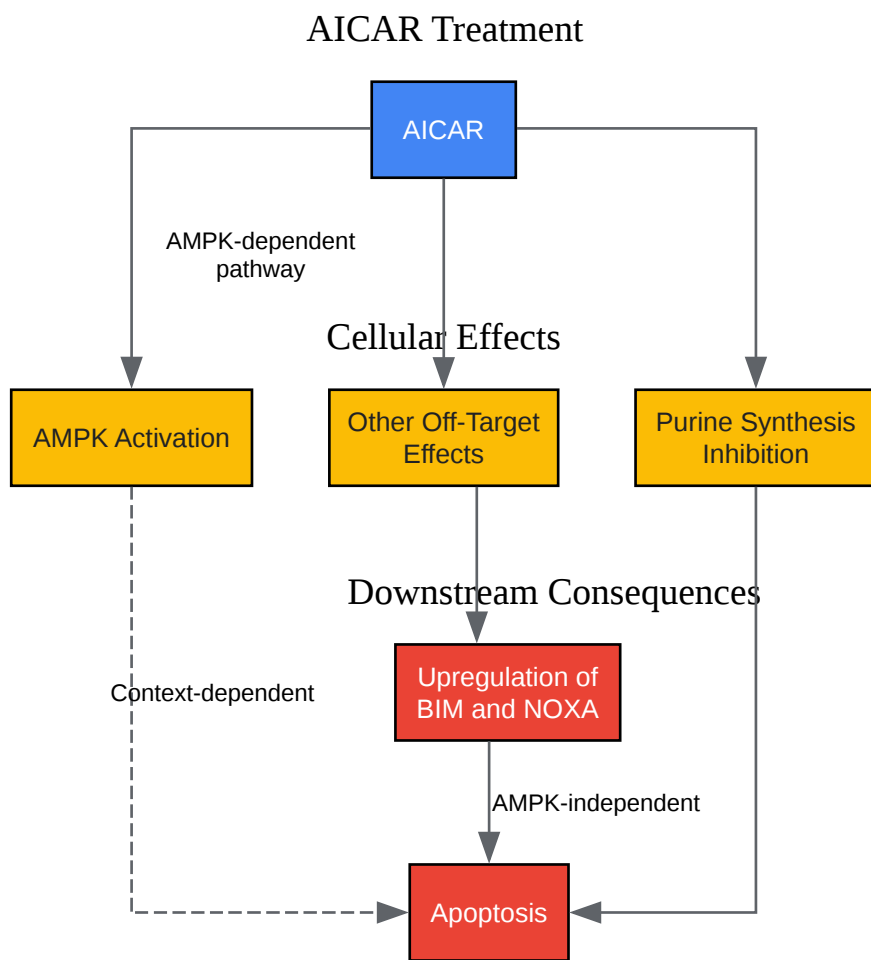 AICAR Treatment
AICAR
AMPK-dependent
pathway
Cellular Effects
AMPK Activation
Other Off-Target
Effects
Purine Synthesis
Inhibition
Downstream Consequences
Upregulation of
BIM and NOXA
Context-dependent
AMPK-independent
Apoptosis